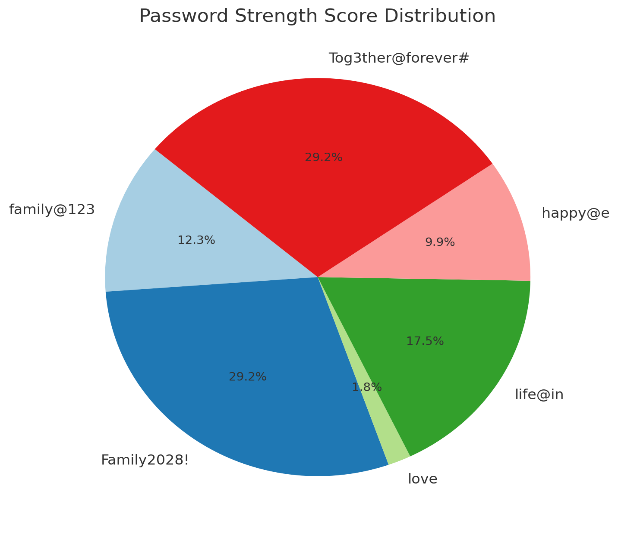 Password Strength Score Distribution
Tog3ther@forever#
29.2%
family@123
happy@e
12.3%
9.9%
17.5%
29.2%
1.8%
life@in
Family2028!
love